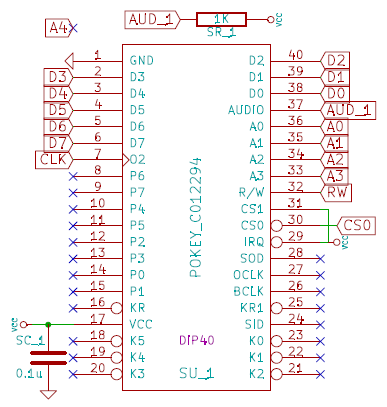 AUD_1 1K VCC
SR_1
A4
1 GND D2 40 D2
D3 2 D3 D1 39 D1
D4 3 D4 D0 38 D0
D5 4 D5 AUDIO 37 AUD_1
D6 5 D6 A0 36 A0
D7 6 D7 A1 35 A1
CLK 7 O2 A2 34 A2
8 P6 A3 33 A3
9 P7 R/W 32 RW
10 P4 CS1 31
11 P5 CS0 30 CS0
12 P2 IRQ 29 VCC
13 P3 SOD 28
14 P0 OCLK 27
15 P1 BCLK 26
16 KR KR1 25
VCC 17 VCC SID 24
SC_1 18 K5 DIP40 K0 23
19 K4 K1 22
0.1u 20 K3 SU_1 K2 21
POKEY_C012294